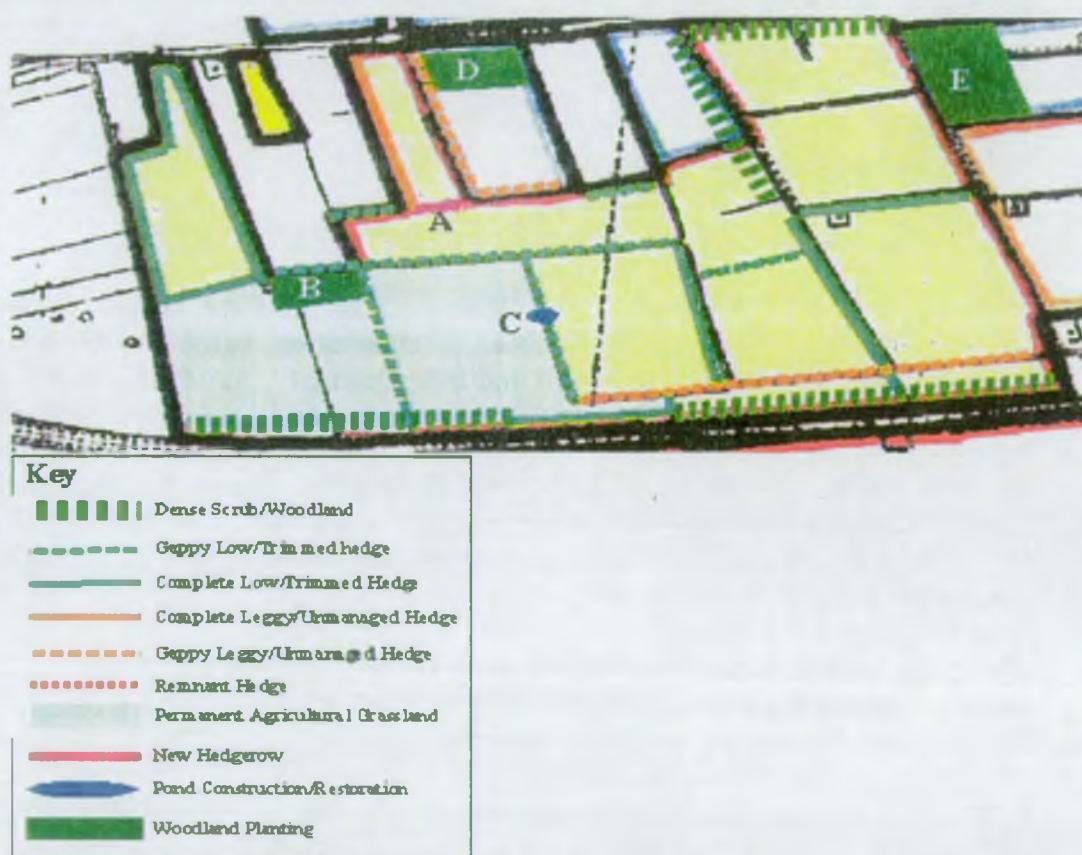 D
E
A
B
C
Key
Dense Scrub/Woodland
Gappy Low/Trimmed hedge
Complete Low/Trimmed Hedge
Complete Leggy/Unmanaged Hedge
Gappy Leggy/Unmanaged Hedge
Remnant Hedge
Permanent Agricultural Grassland
New Hedgerow
Pond Construction/Restoration
Woodland Planting